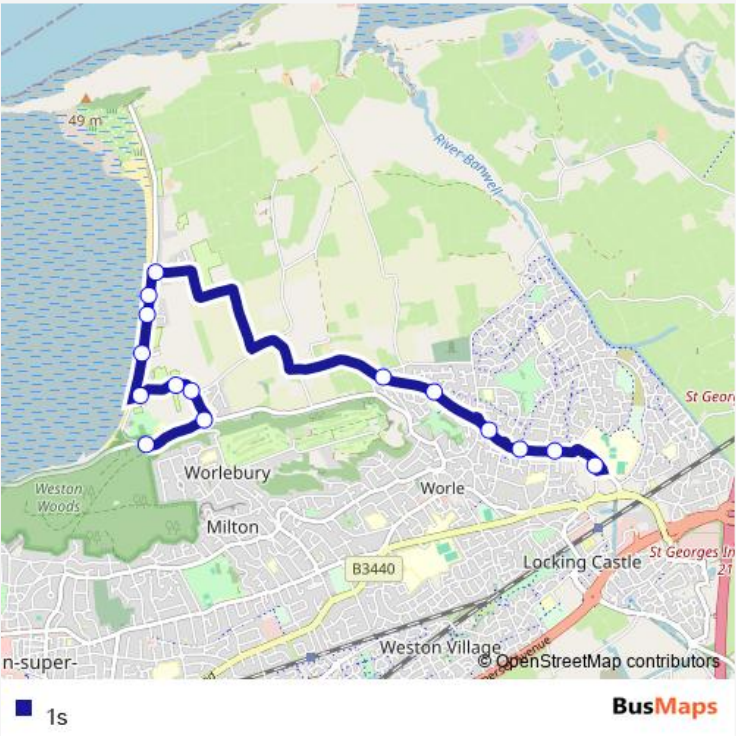 49 m
River Banwell
St Geor
Weston
Woods
Worlebury
Worle
Milton
B3440
Locking Castle
St Georges In
21
Weston Village
n-super-
© OpenStreetMap contributors
1s
BusMaps